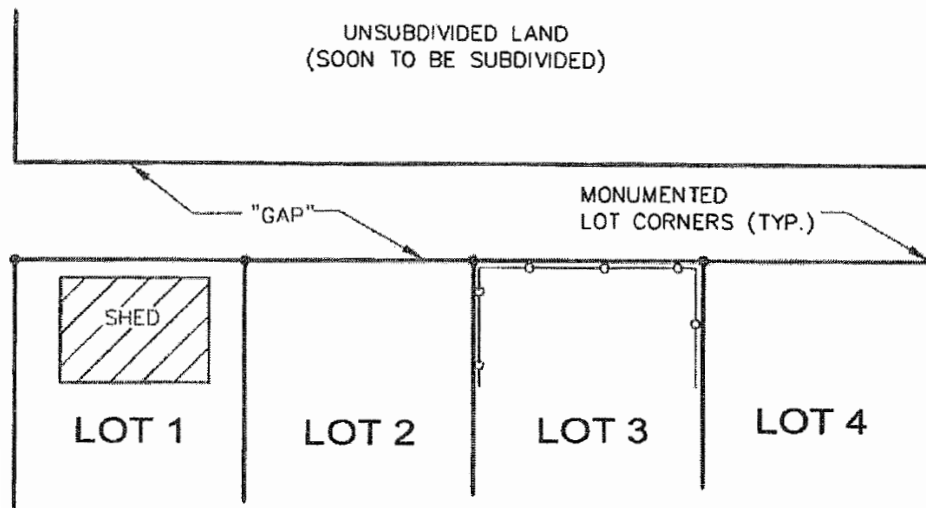 UNSUBDIVIDED LAND
(SOON TO BE SUBDIVIDED)
"GAP"
MONUMENTED
LOT CORNERS (TYP.)
SHED
LOT 1
LOT 2
LOT 3
LOT 4